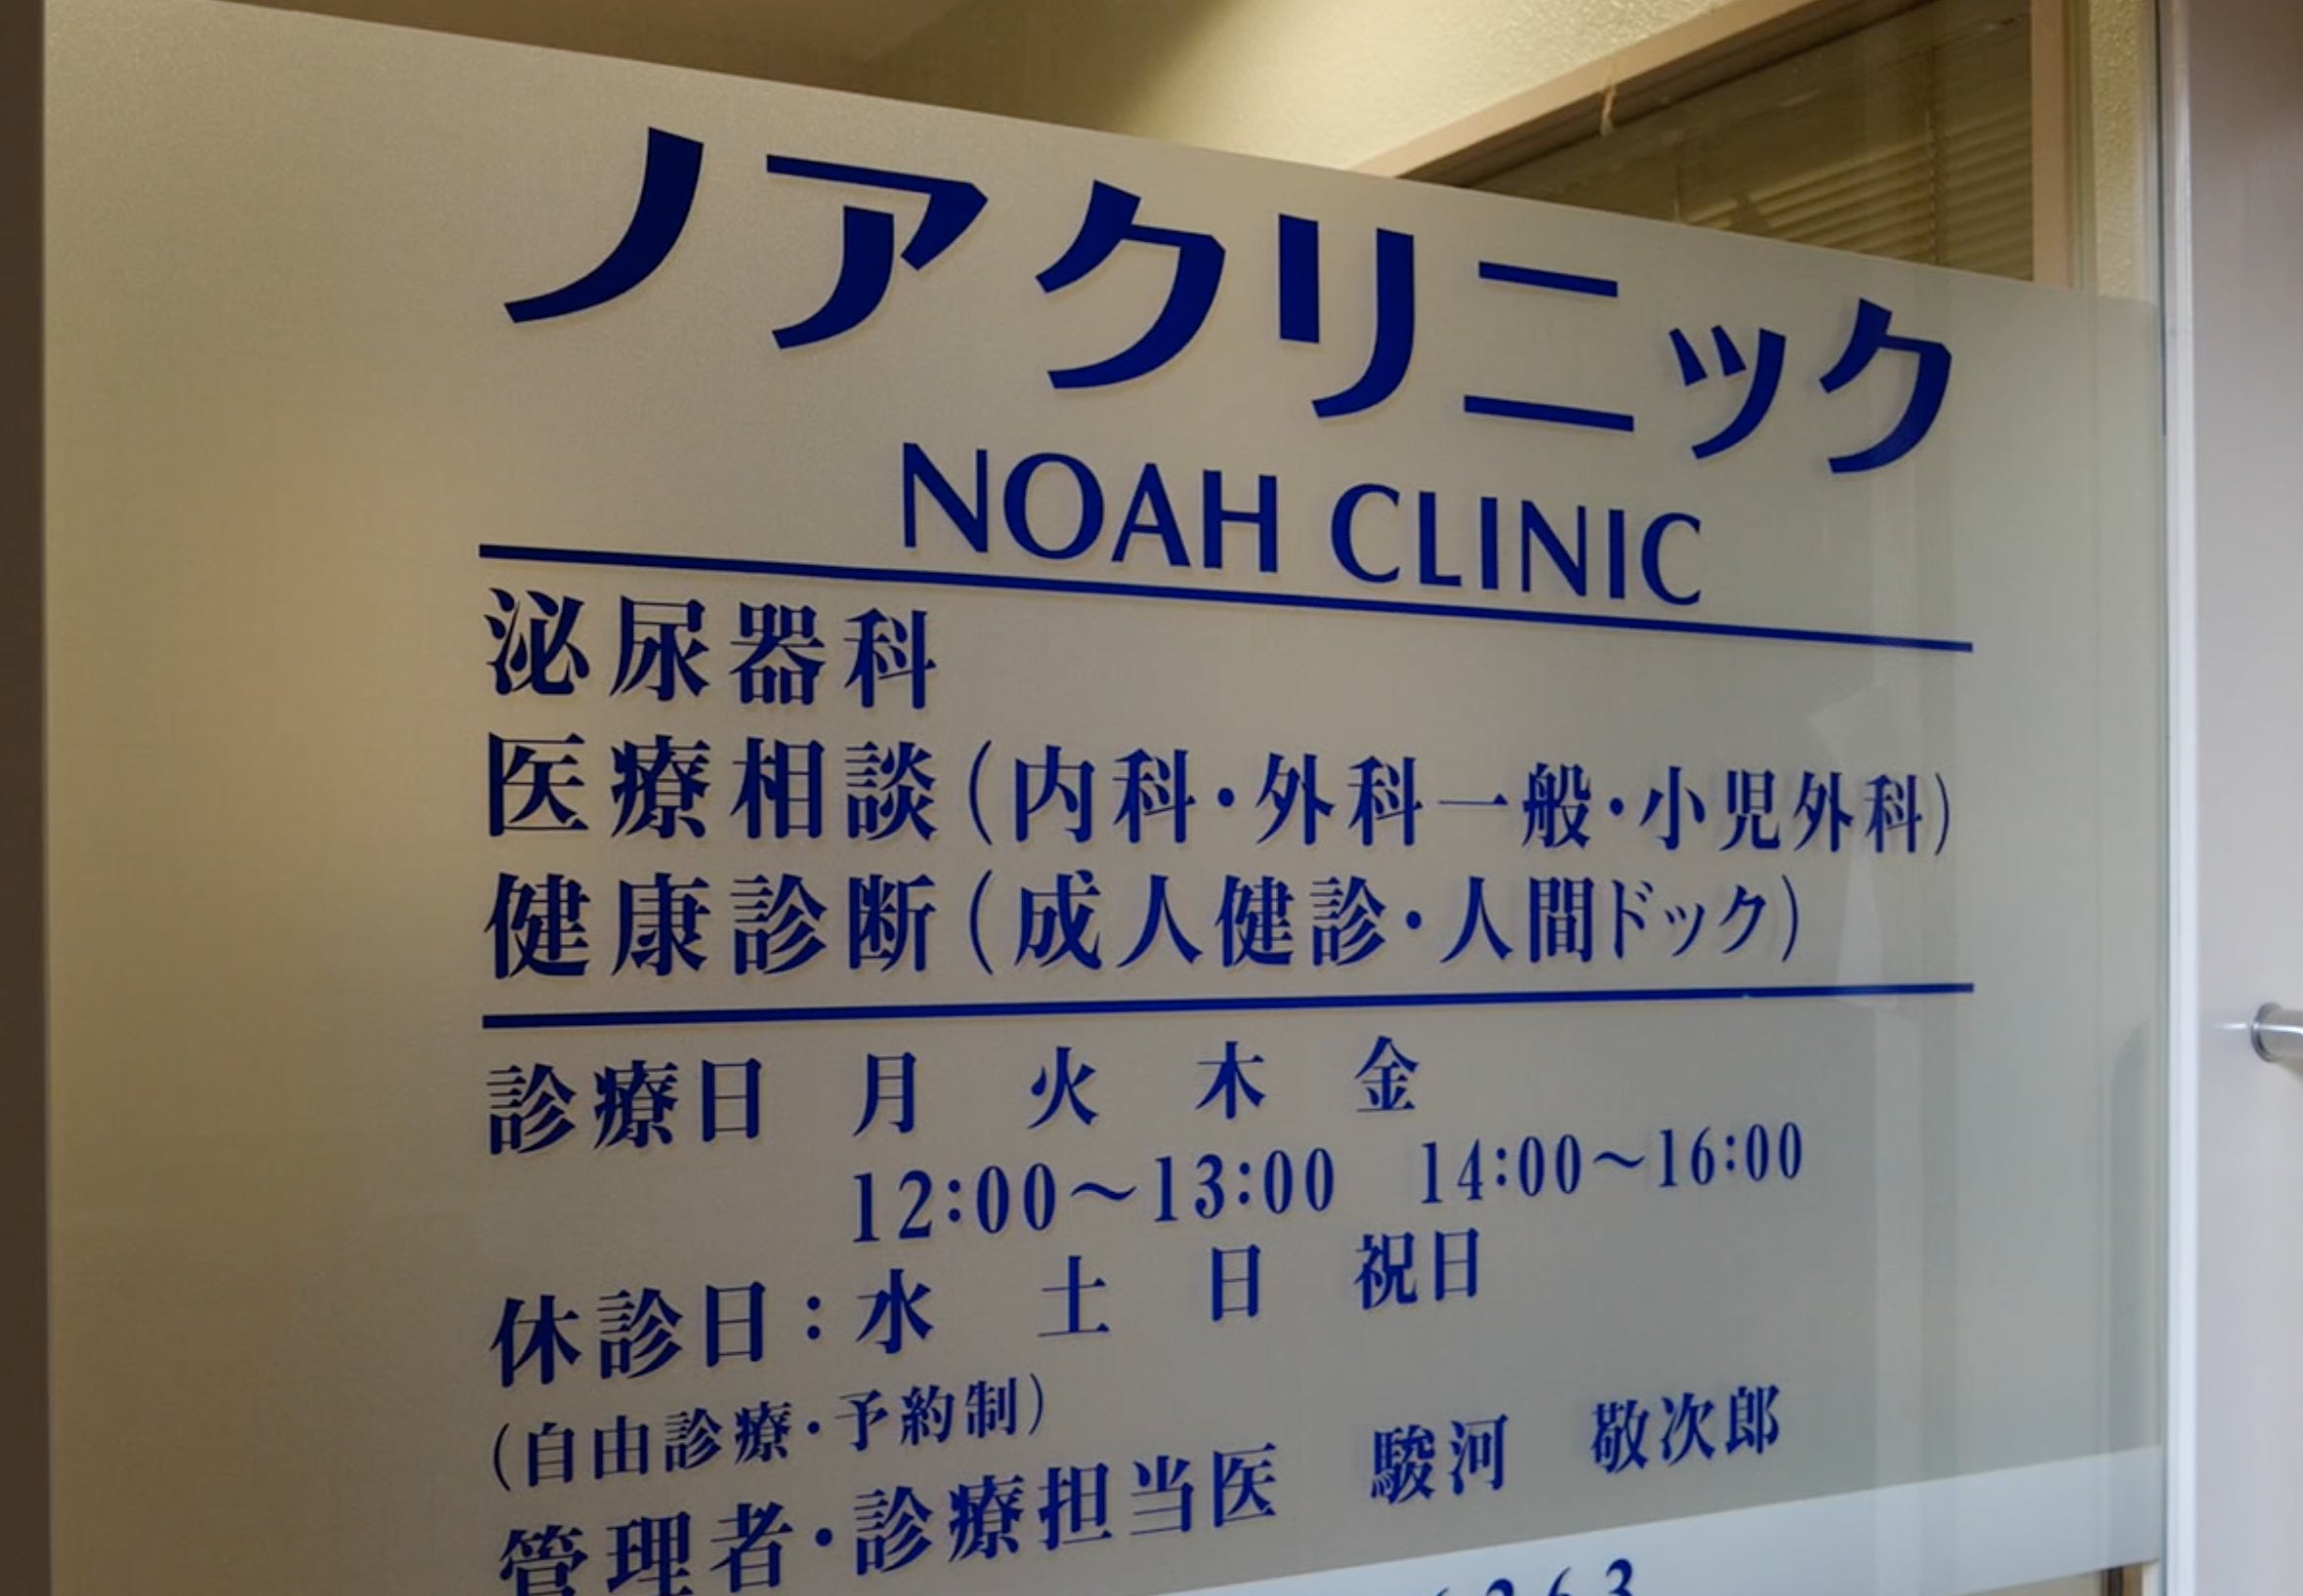 ノアクリニック
NOAH CLINIC
泌尿器科
医療相談(内科・外科一般・小児外科)
健康診断(成人健診・人間ドック)
診療日 月 火 木 金
12:00〜13:00 14:00〜16:00
休診日:水 土 日 祝日
(自由診療・予約制)
管理者・診療担当医 駿河 敬次郎